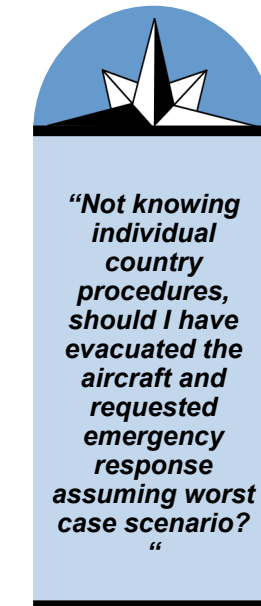 “Not knowing
individual
country
procedures,
should I have
evacuated the
aircraft and
requested
emergency
response
assuming worst
case scenario?
“